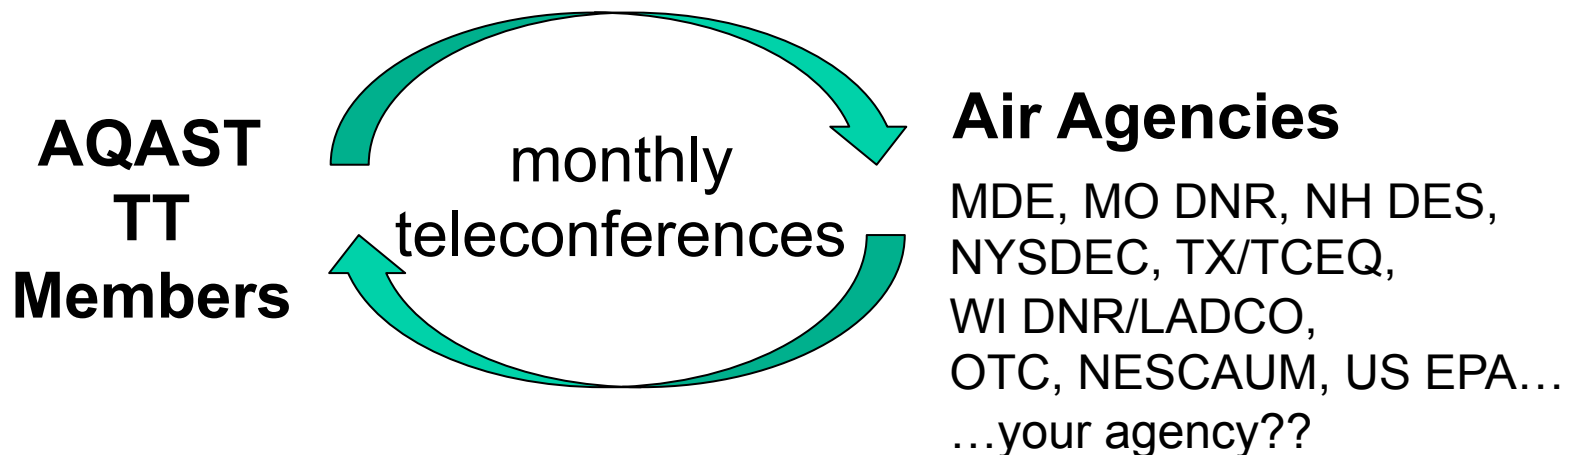 AQAST
TT
Members
monthly
teleconferences
Air Agencies
MDE, MO DNR, NH DES,
NYSDEC, TX/TCEQ,
WI DNR/LADCO,
OTC, NESCAUM, US EPA…
…your agency??